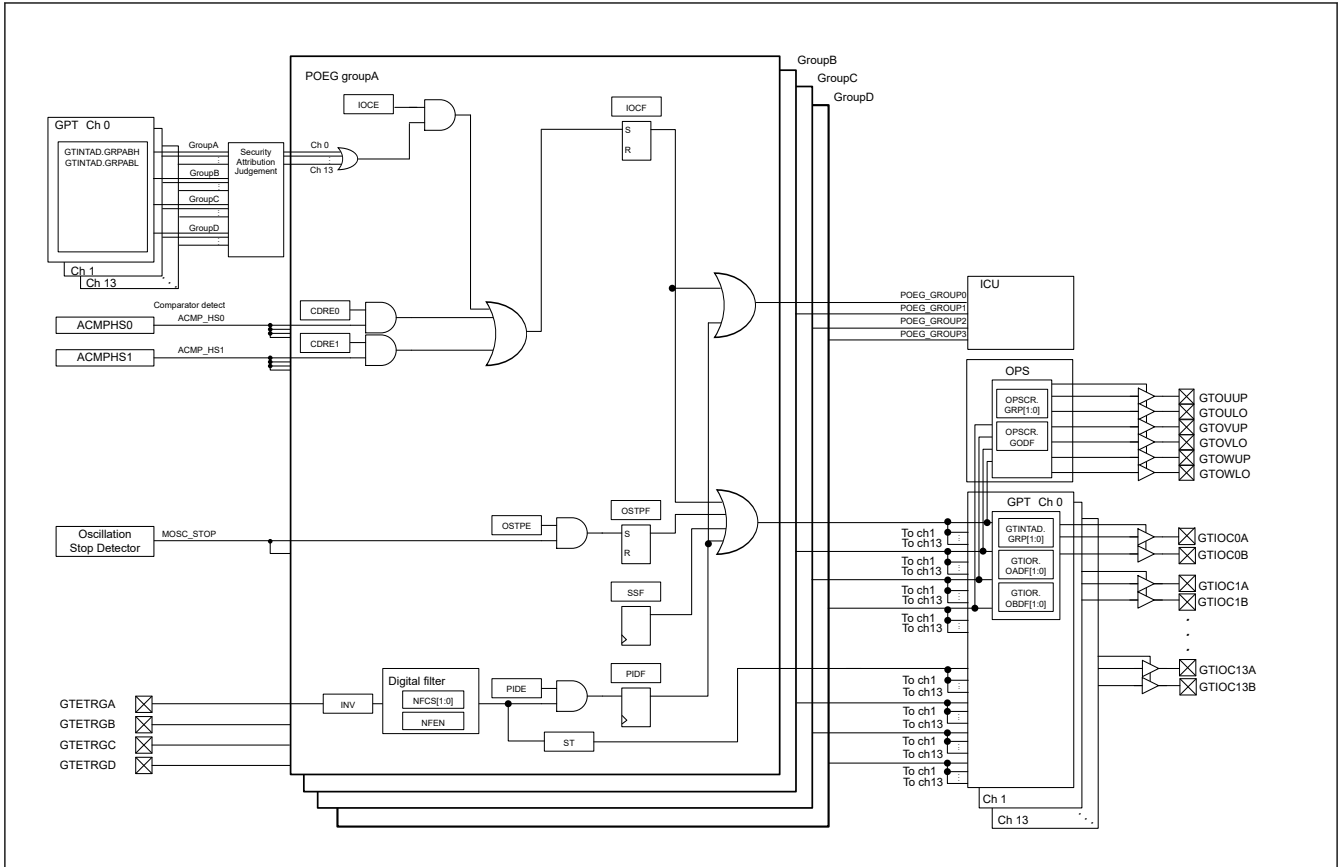 GroupB
GroupC
GroupD
POEG groupA
IOCE
IOCF
GPT Ch 0
GTINTAD.GRPABH
GTINTAD.GRPABL
Ch 1
Ch 13
GroupA
GroupB
GroupC
GroupD
Security
Attribution
Judgement
Ch 0
Ch 13
S
R
Comparator detect
ACMPHS0
ACMP_HS0
CDRE0
ACMPHS1
ACMP_HS1
CDRE1
POEG_GROUP0
POEG_GROUP1
POEG_GROUP2
POEG_GROUP3
ICU
OPS
OPSCR.
GRP[1:0]
OPSCR.
GODF
GTOUUP
GTOULO
GTOVUP
GTOVLO
GTOWUP
GTOWLO
Oscillation
Stop Detector
MOSC_STOP
OSTPE
OSTPF
S
R
SSF
GPT Ch 0
GTINTAD.
GRP[1:0]
GTIOR.
OADF[1:0]
GTIOR.
OBDF[1:0]
To ch1
To ch13
To ch1
To ch13
To ch1
To ch13
To ch1
To ch13
GTIOC0A
GTIOC0B
GTIOC1A
GTIOC1B
GTIOC13A
GTIOC13B
GTETRGA
GTETRGB
GTETRGC
GTETRGD
INV
Digital filter
NFCS[1:0]
NFEN
PIDE
PIDF
ST
To ch1
To ch13
To ch1
To ch13
To ch1
To ch13
To ch1
To ch13
Ch 1
Ch 13